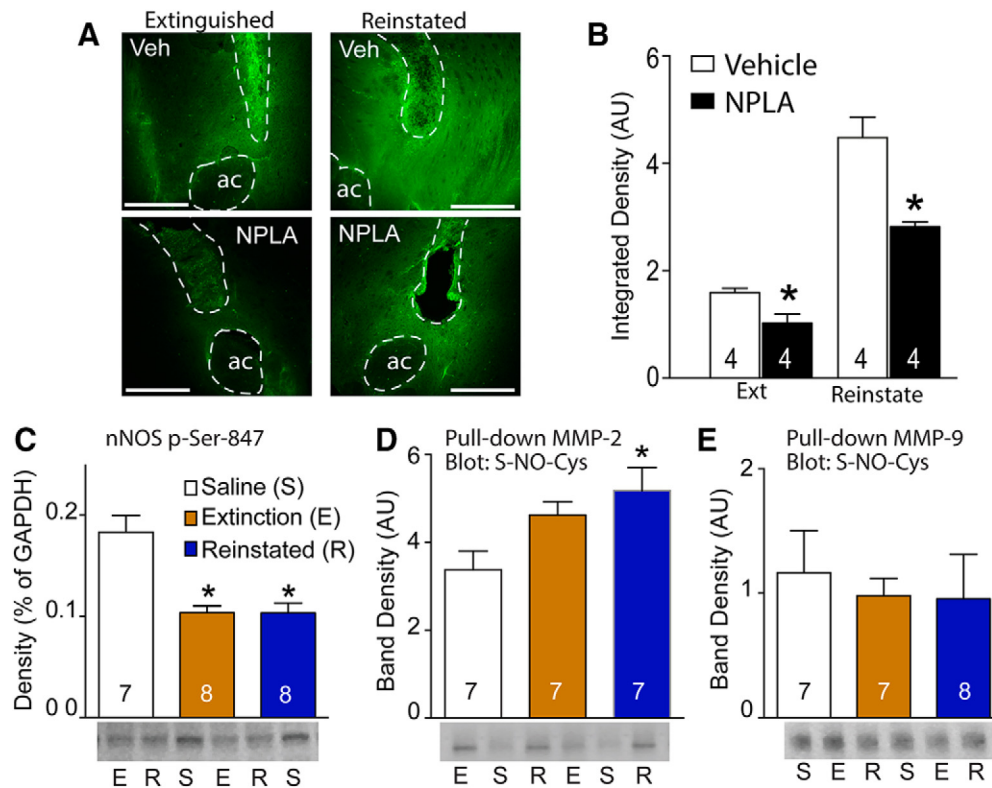 A
Extinguished
Reinstated
Veh
Veh
ac
ac
NPLA
NPLA
ac
ac
B
Integrated Density (AU)
6
4
2
0
Vehicle
NPLA
*
*
4 4 4 4
Ext Reinstate
C
nNOS p-Ser-847
Density (% of GAPDH)
0.2
0.1
0 0
Saline (S)
Extinction (E)
Reinstated (R)
* *
7 8 8
E R S E R S
D
Pull-down MMP-2
Blot: S-NO-Cys
Band Density (AU)
6
4
2
0
*
7 7 7
E S R E S R
E
Pull-down MMP-9
Blot: S-NO-Cys
Band Density (AU)
2
1
0
7 7 8
S E R S E R